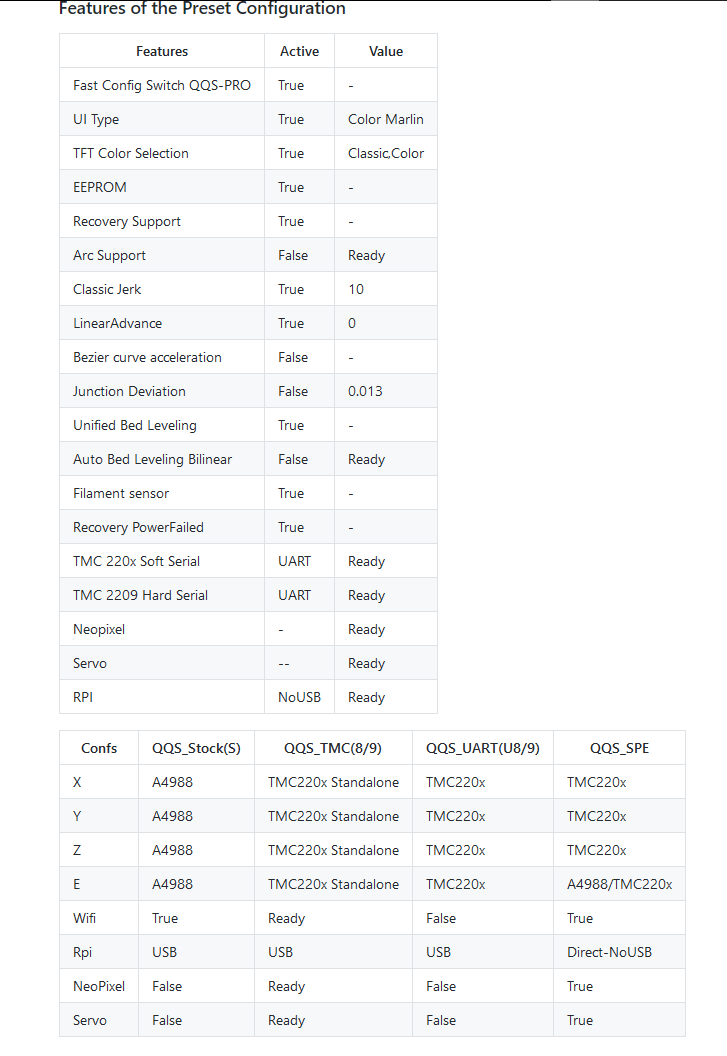 Features of the Preset Configuration
Features Active Value
Fast Config Switch QQS-PRO True -
UI Type True Color Marlin
TFT Color Selection True Classic,Color
EEPROM True -
Recovery Support True -
Arc Support False Ready
Classic Jerk True 10
LinearAdvance True 0
Bezier curve acceleration False -
Junction Deviation False 0.013
Unified Bed Leveling True -
Auto Bed Leveling Bilinear False Ready
Filament sensor True -
Recovery PowerFailed True -
TMC 220x Soft Serial UART Ready
TMC 2209 Hard Serial UART Ready
Neopixel - Ready
Servo -- Ready
RPI NoUSB Ready
Confs QQS_Stock(S) QQS_TMC(8/9) QQS_UART(U8/9) QQS_SPE
X A4988 TMC220x Standalone TMC220x TMC220x
Y A4988 TMC220x Standalone TMC220x TMC220x
Z A4988 TMC220x Standalone TMC220x TMC220x
E A4988 TMC220x Standalone TMC220x A4988/TMC220x
Wifi True Ready False True
Rpi USB USB USB Direct-NoUSB
NeoPixel False Ready False True
Servo False Ready False True